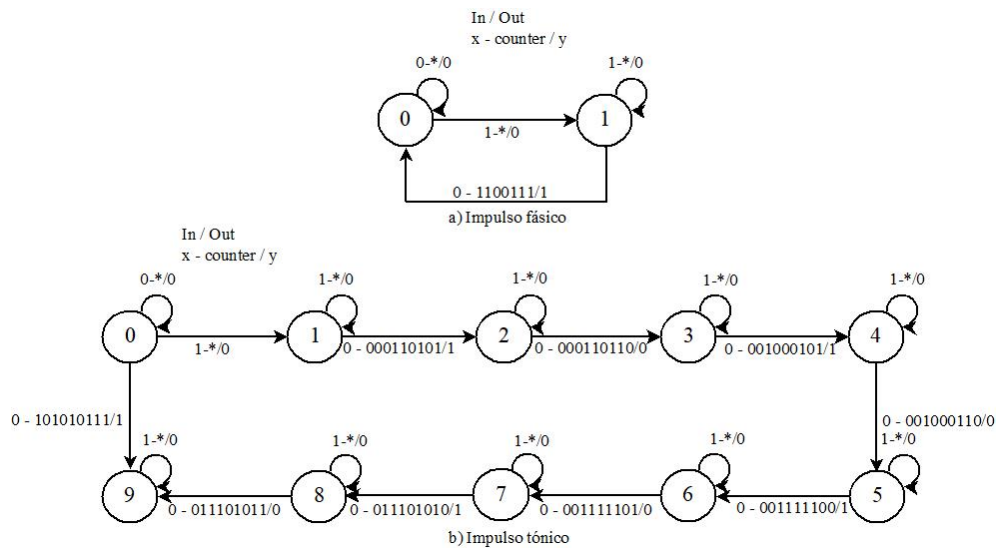 In / Out
x - counter / y
0-*/0
1-*/0
0
1
1-*/0
0 - 1100111/1
a) Impulso fásico
In / Out
x - counter / y
0-*/0
1-*/0
1-*/0
1-*/0
1-*/0
0
1
2
3
4
1-*/0
0 - 000110101/1
0 - 000110110/0
0 - 001000101/1
0 - 101010111/1
0 - 001000110/0
1-*/0
1-*/0
1-*/0
1-*/0
1-*/0
9
8
7
6
5
0 - 011101011/0
0 - 011101010/1
0 - 001111101/0
0 - 001111100/1
b) Impulso tónico